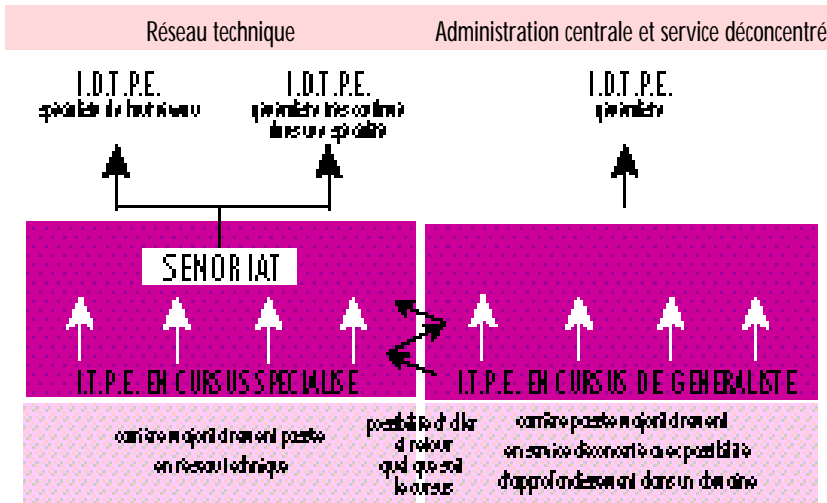 Réseau technique
Administration centrale et service déconcentré
I.D.T.P.E.
spécialiste de haut niveau
I.D.T.P.E.
généraliste très confirmé
dans une spécialité
I.D.T.P.E.
généraliste
SENORIAT
I.T.P.E. EN CURSUS SPECIALISE
I.T.P.E. EN CURSUS DE GENERALISTE
carrière majoritairement passée
en réseau technique
possibilité d'aller
et retour
quel que soit
le cursus
carrière passée majoritairement
en service déconcentré avec possibilité
d'approfondissement dans un domaine